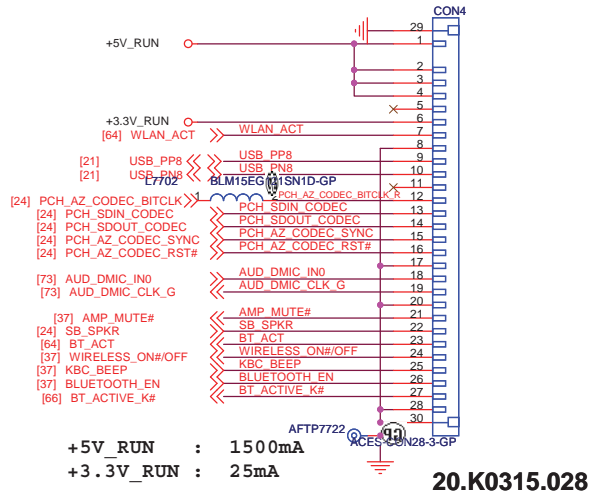 CON4
29
+5V_RUN 1
2
3
4
5
+3.3V_RUN 6
[64] WLAN_ACT WLAN_ACT 7
8
[21] USB_PP8 USB_PP8 9
[21] USB_PN8 USB_PN8 10
L7702 BLM15EG 1SN1D-GP 11
[24] PCH_AZ_CODEC_BITCLK 1 2 PCH_AZ_CODEC_BITCLK_R 12
[24] PCH_SDIN_CODEC PCH_SDIN_CODEC 13
[24] PCH_SDOUT_CODEC PCH_SDOUT_CODEC 14
[24] PCH_AZ_CODEC_SYNC PCH_AZ_CODEC_SYNC 15
[24] PCH_AZ_CODEC_RST# PCH_AZ_CODEC_RST# 16
17
[73] AUD_DMIC_IN0 AUD_DMIC_IN0 18
[73] AUD_DMIC_CLK_G AUD_DMIC_CLK_G 19
20
[37] AMP_MUTE# AMP_MUTE# 21
[24] SB_SPKR SB_SPKR 22
[64] BT_ACT BT_ACT 23
[37] WIRELESS_ON#/OFF WIRELESS_ON#/OFF 24
[37] KBC_BEEP KBC_BEEP 25
[37] BLUETOOTH_EN BLUETOOTH_EN 26
[66] BT_ACTIVE_K# BT_ACTIVE_K# 27
28
30
AFTP7722
ACES-CON28-3-GP
+5V_RUN : 1500mA
+3.3V_RUN : 25mA
20.K0315.028